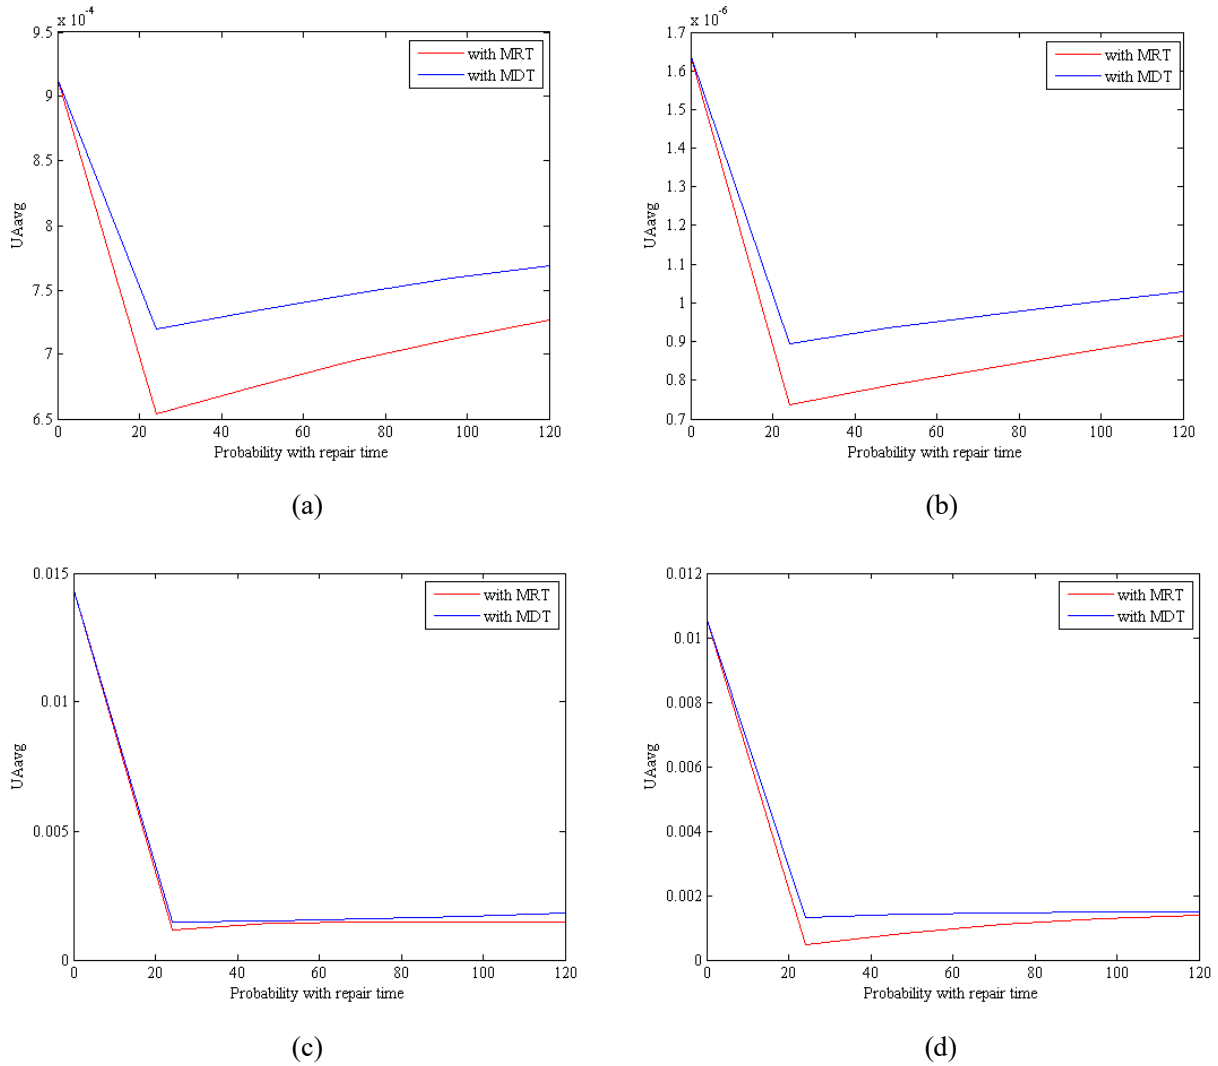 x 10-4
9.5
9
8.5
8
7.5
7
6.5
UAavg
with MRT
with MDT
0 20 40 60 80 100 120
Probability with repair time
(a)
x 10-6
1.7
1.6
1.5
1.4
1.6
1.2
1.1
1
0.9
0.8
0.7
UAavg
with MRT
with MDT
0 20 40 60 80 100 120
Probability with repair time
(b)
0.015
0.01
0.005
0
UAavg
with MRT
with MDT
0 20 40 60 80 100 120
Probability with repair time
(c)
0.012
0.01
0.008
0.006
0.004
0.002
0
UAavg
with MRT
with MDT
0 20 40 60 80 100 120
Probability with repair time
(d)